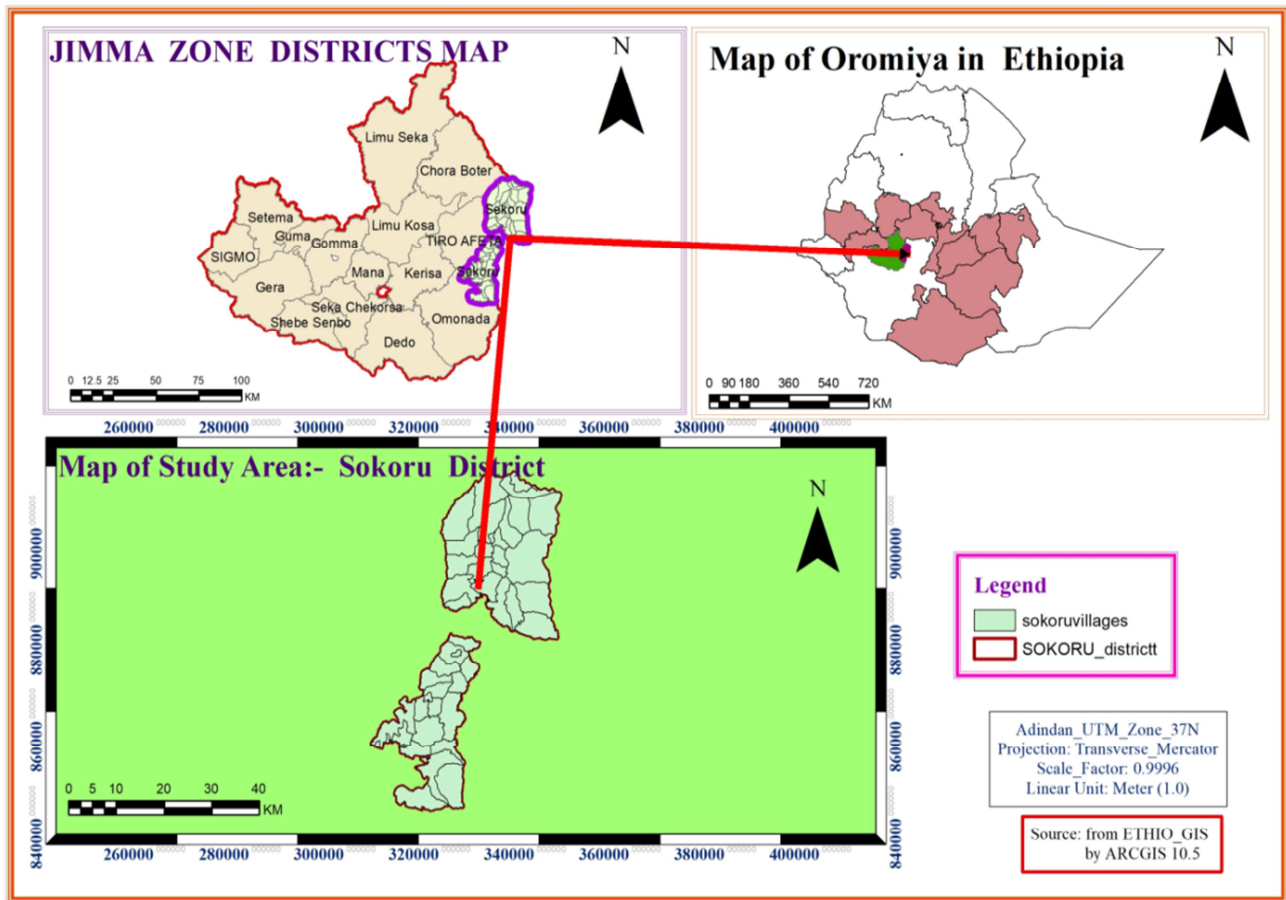 JIMMA ZONE DISTRICTS MAP
N
Limu Seka
Chora Boter
Sekoru
Setema
Limu Kosa
Guma
Gomma
TIRO AFETA
SIGMO
Mana
Kerisa
Sokoru
Gera
Seka Chekorsa
Shebe Senbo
Omonada
Dedo
0 12.5 25 50 75 100
KM
Map of Oromiya in Ethiopia
N
0 90 180 360 540 720
KM
260000 280000 300000 320000 340000 360000 380000 400000
Map of Study Area:- Sokoru District
N
900000
880000
860000
840000
900000
880000
860000
840000
0 5 10 20 30 40
KM
260000 280000 300000 320000 340000 360000 380000 400000
Legend
sokoruvillages
SOKORU_districtt
Adindan_UTM_Zone_37N
Projection: Transverse_Mercator
Scale_Factor: 0.9996
Linear Unit: Meter (1.0)
Source: from ETHIO_GIS
by ARCGIS 10.5